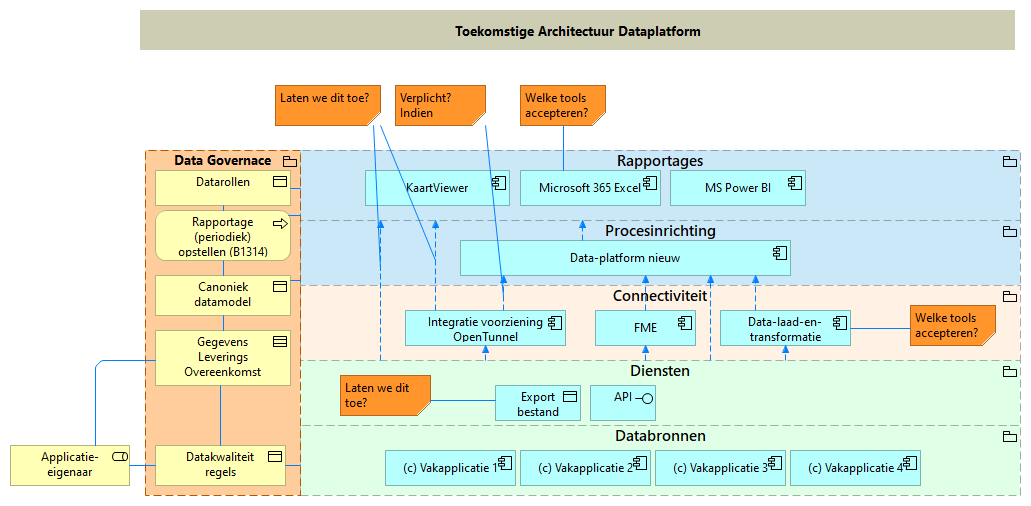 Toekomstige Architectuur Dataplatform
Laten we dit toe?
Verplicht?
Indien
Welke tools
accepteren?
Data Governace
Datarollen
Rapportage
(periodiek)
opstellen (B1314)
Canoniek
datamodel
Gegevens
Leverings
Overeenkomst
Applicatie-
eigenaar
Datakwaliteit
regels
Rapportages
KaartViewer
Microsoft 365 Excel
MS Power BI
Procesinrichting
Data-platform nieuw
Connectiviteit
Integratie voorziening
OpenTunnel
FME
Data-laad-en-
transformatie
Welke tools
accepteren?
Diensten
Laten we dit
toe?
Export
bestand
API
Databronnen
(c) Vakapplicatie 1
(c) Vakapplicatie 2
(c) Vakapplicatie 3
(c) Vakapplicatie 4